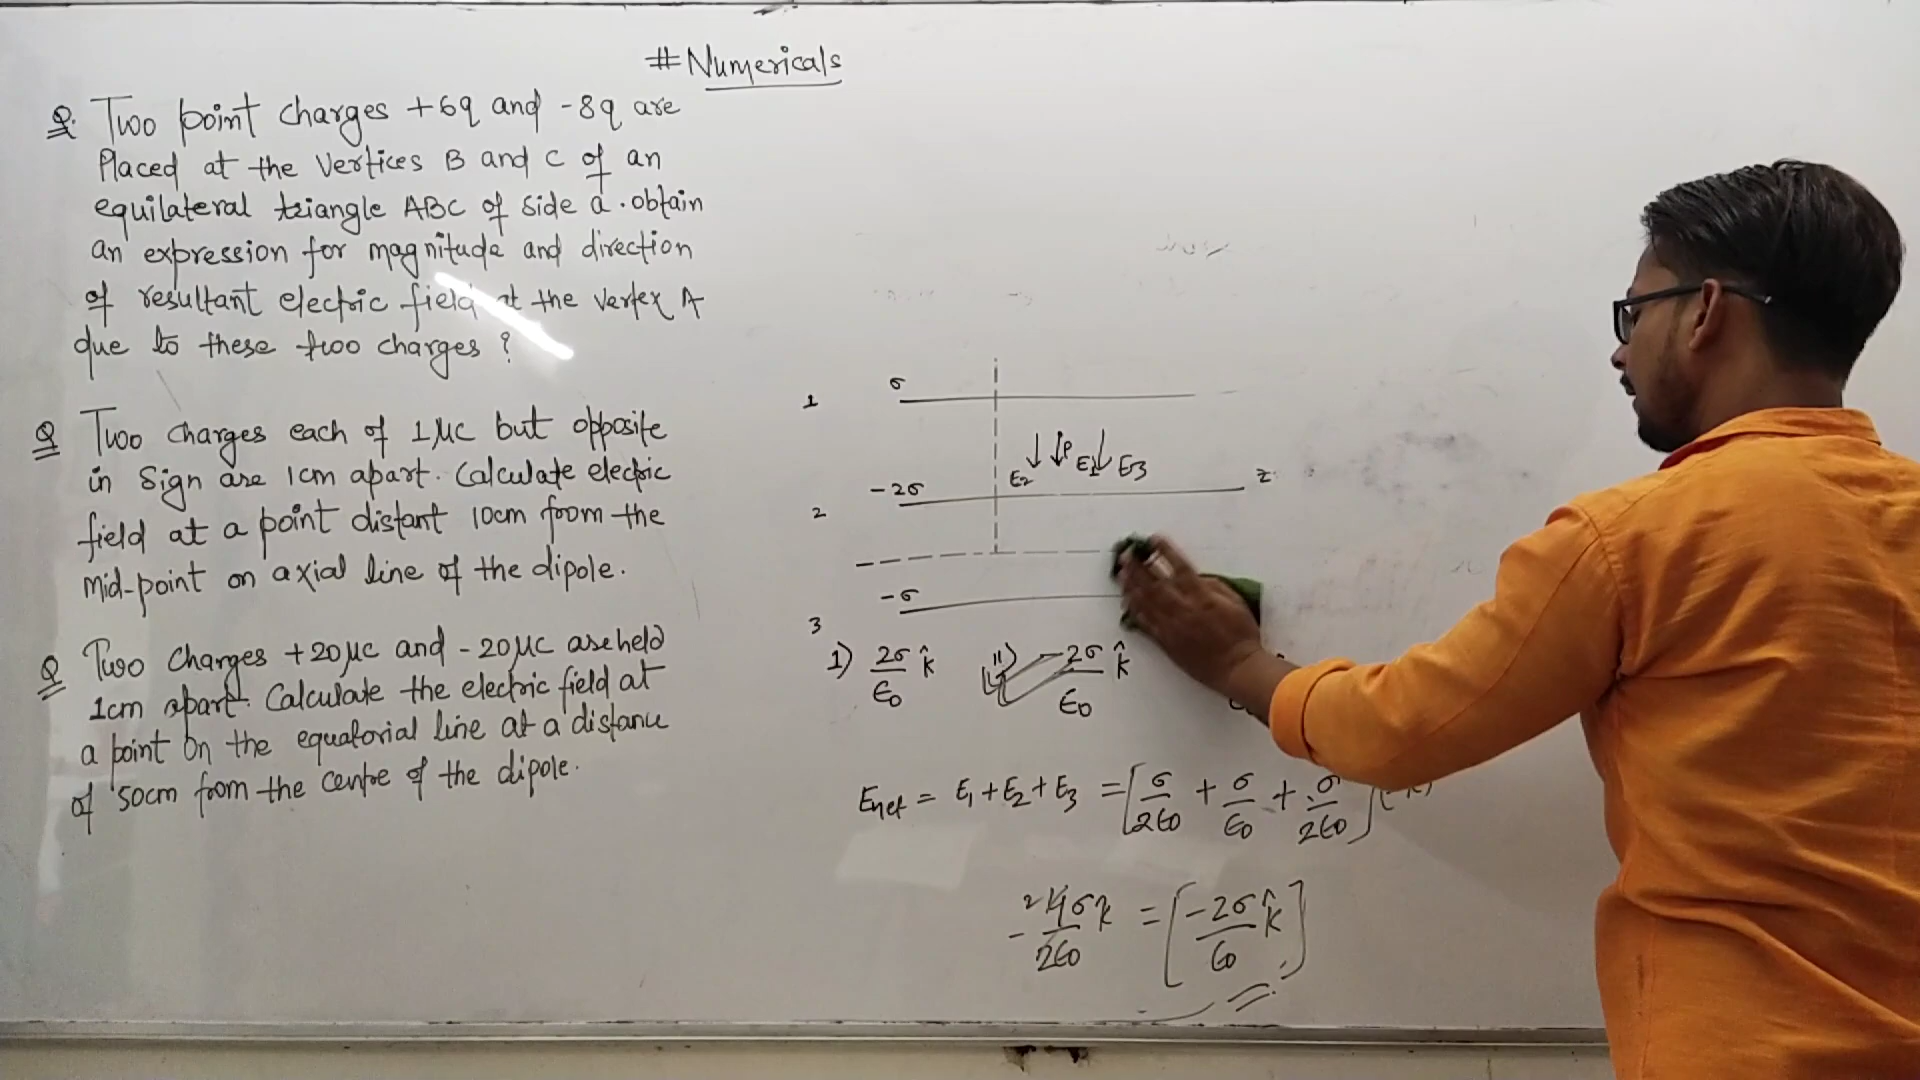 # Numericals
Q. Two point charges +6q and -8q are
Placed at the vertices B and C of an
equilateral triangle ABC of side a. obtain
an expression for magnitude and direction
of resultant electric field at the vertex A
due to these two charges ?
Q Two charges each of 1 μC but opposite
in sign are 1cm apart. Calculate electric
field at a point distant 10cm from the
mid-point on axial line of the dipole.
Q Two Charges +20μC and -20μC are held
1cm apart. Calculate the electric field at
a point on the equatorial line at a distance
of 50cm from the centre of the dipole.
1 σ
E2 P E1 E3
2 -2σ z
3 -σ
1) 2σ/ϵ0 k̂ 11) -2σ/ϵ0 k̂
Enet = E1 + E2 + E3 = [σ/2ϵ0 + σ/ϵ0 + σ/2ϵ0]
- 4σk/2ϵ0 = [-2σ/ϵ0 k̂]